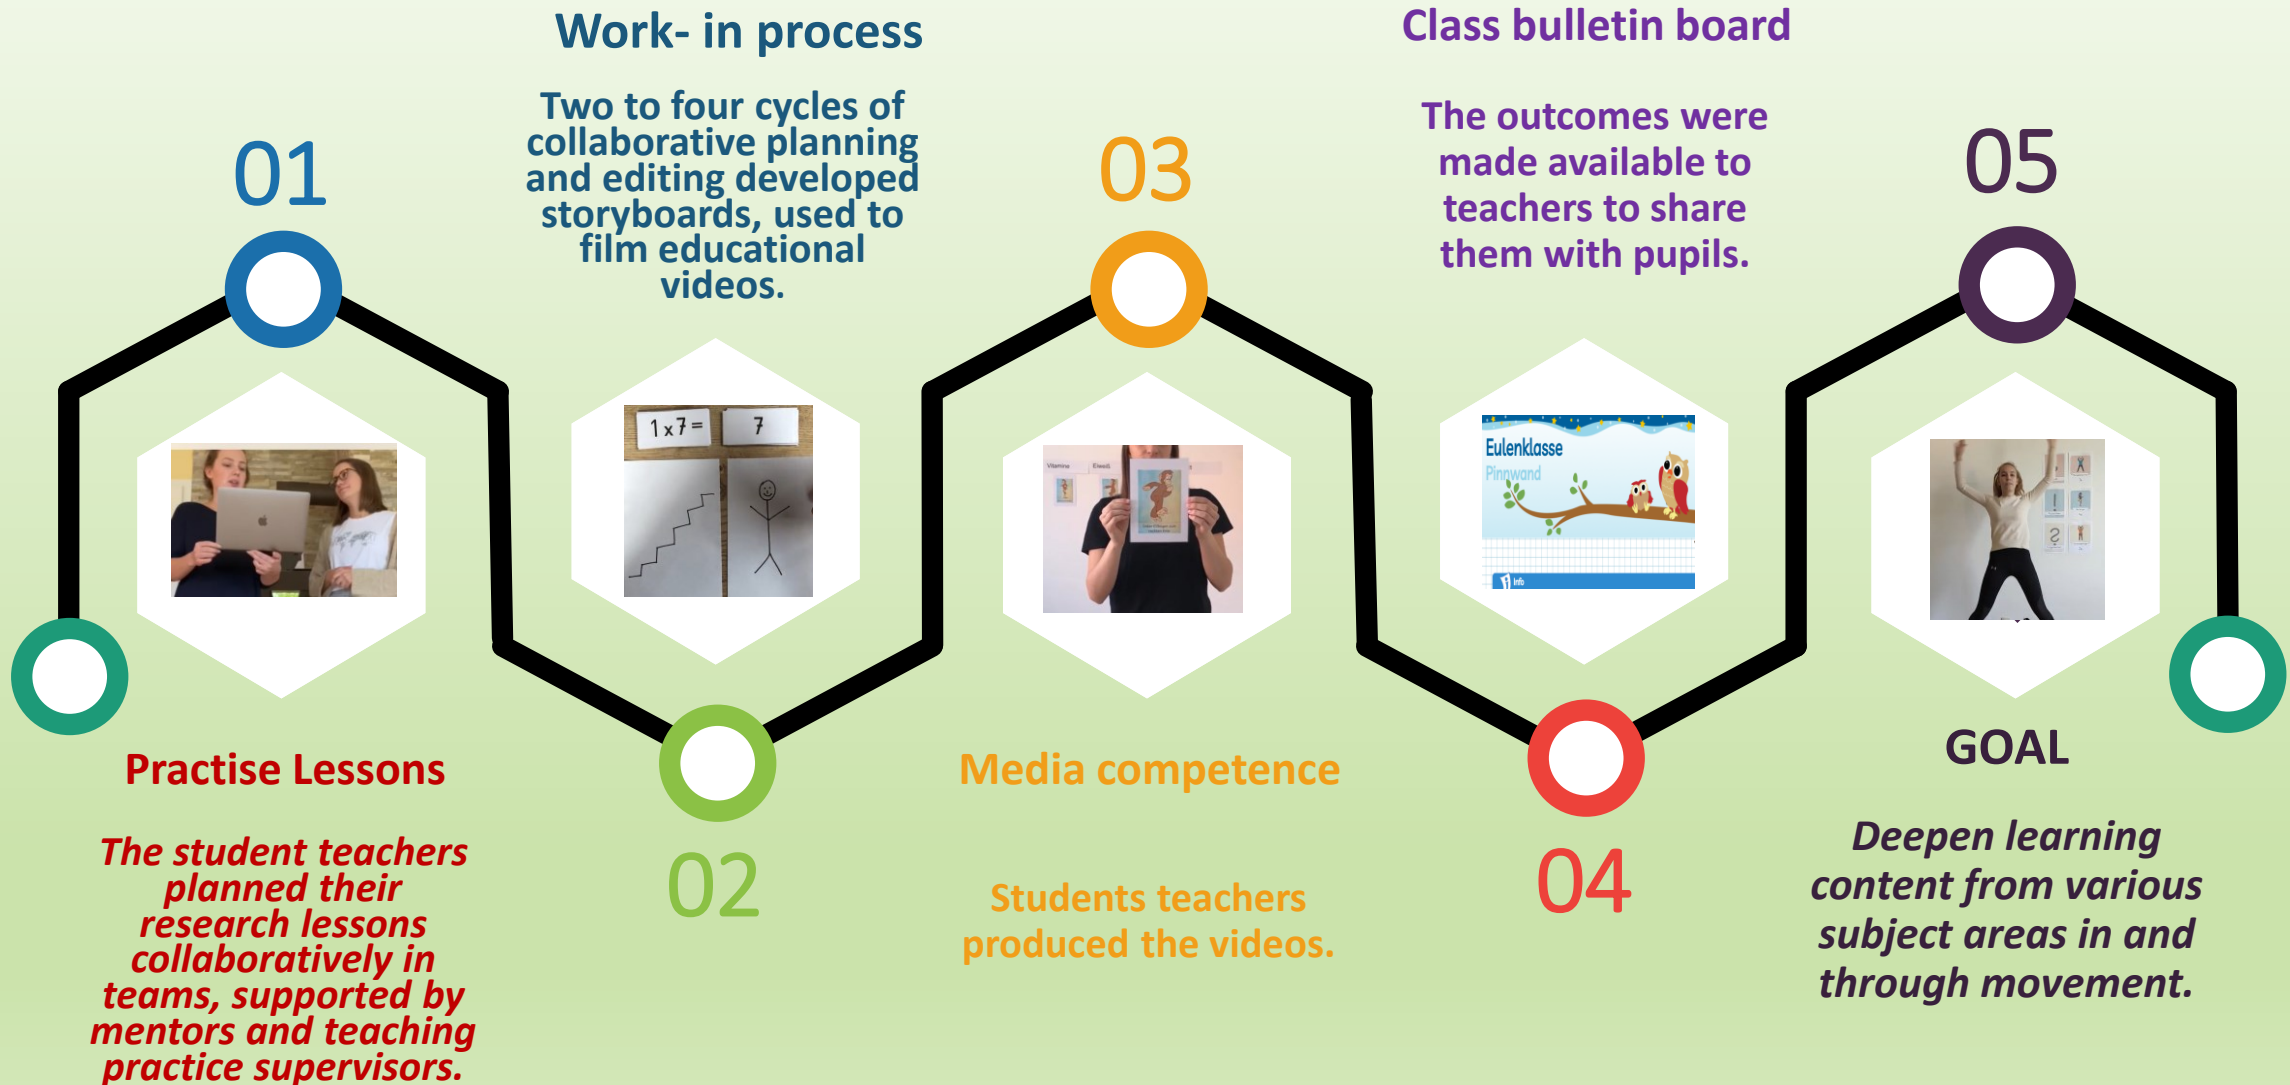 01
Practise Lessons
The student teachers
planned their
research lessons
collaboratively in
teams, supported by
mentors and teaching
practice supervisors.
Work- in process
Two to four cycles of
collaborative planning
and editing developed
storyboards, used to
film educational
videos.
1 x 7 =
7
02
03
Vitamine
Eiweiß
Media competence
Students teachers
produced the videos.
Class bulletin board
The outcomes were
made available to
teachers to share
them with pupils.
Eulenklasse
Pinnwand
Info
04
05
GOAL
Deepen learning
content from various
subject areas in and
through movement.